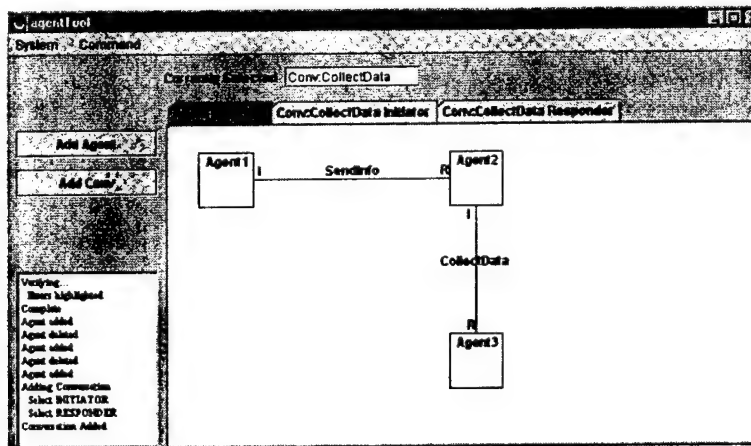 agentTool
System Command
Currently Selected: Conv:CollectData
Conv:CollectData Initiator Conv:CollectData Responder
Add Agent
Add Conv
Agent1
I
SendInfo
R
Agent2
I
CollectData
R
Agent3
Verifying...
Errors highlighted
Complete
Agent added
Agent deleted
Agent added
Agent deleted
Agent added
Adding Conversation
Select INITIATOR
Select RESPONDER
Conversation Added